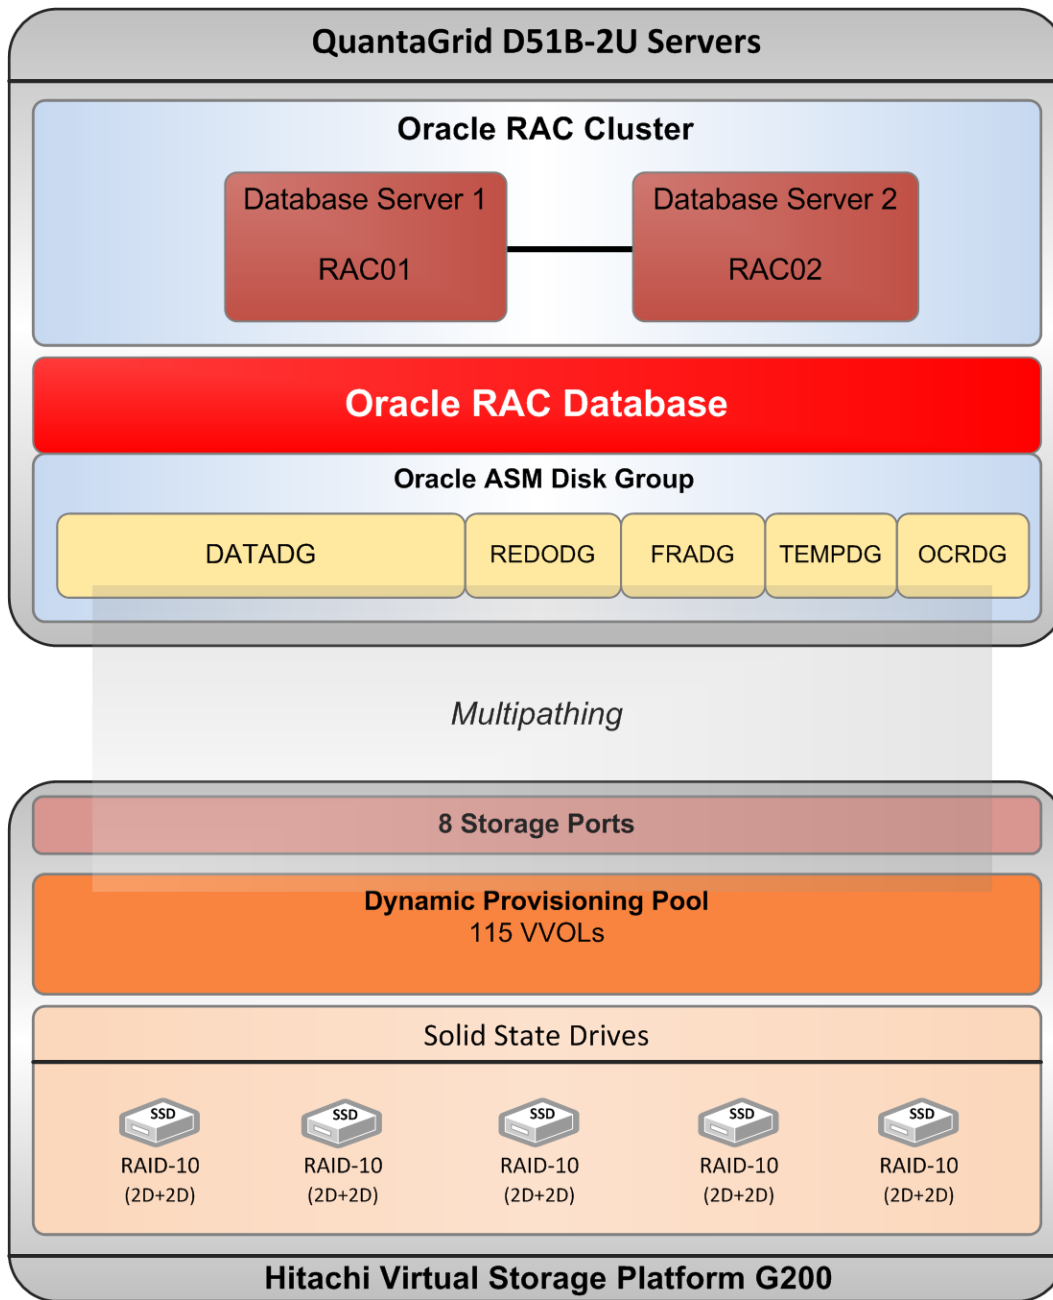 QuantaGrid D51B-2U Servers
Oracle RAC Cluster
Database Server 1
RAC01
Database Server 2
RAC02
Oracle RAC Database
Oracle ASM Disk Group
DATADG
REDODG
FRADG
TEMPDG
OCRDG
Multipathing
8 Storage Ports
Dynamic Provisioning Pool
115 VVOLs
Solid State Drives
SSD
RAID-10
(2D+2D)
SSD
RAID-10
(2D+2D)
SSD
RAID-10
(2D+2D)
SSD
RAID-10
(2D+2D)
SSD
RAID-10
(2D+2D)
Hitachi Virtual Storage Platform G200